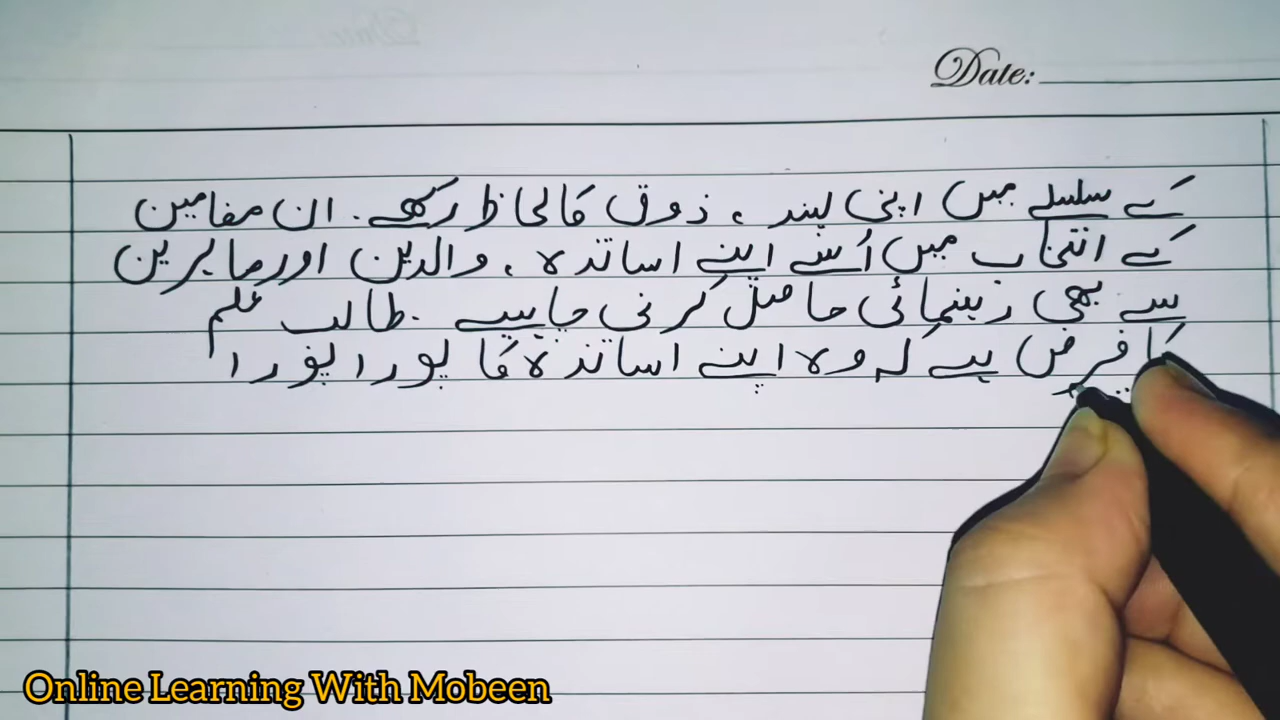 Date:
کے سلسلے میں اپنی پسند ، ذوق کا لحاظ رکھے۔ ان مضامین
کے انتخاب میں اُسے اپنے اساتذہ ، والدین اور ماہرین
سے بھی رہنمائی حاصل کرنی چاہیے۔ طالب علم
کا فرض ہے کہ وہ اپنے اساتذہ کا پورا پورا
Online Learning With Mobeen